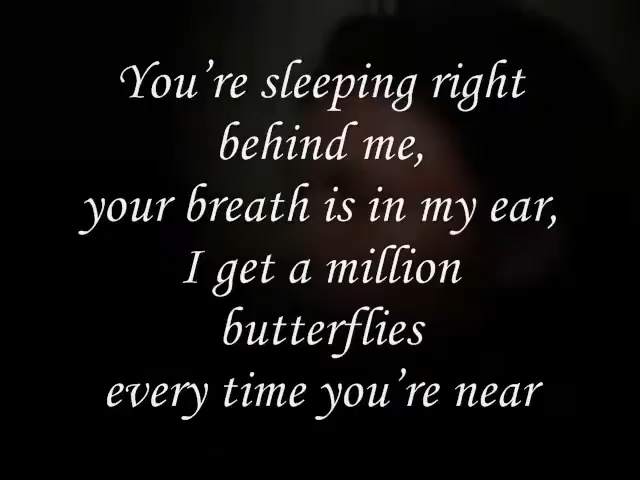 You’re sleeping right
behind me,
your breath is in my ear,
I get a million
butterflies
every time you’re near